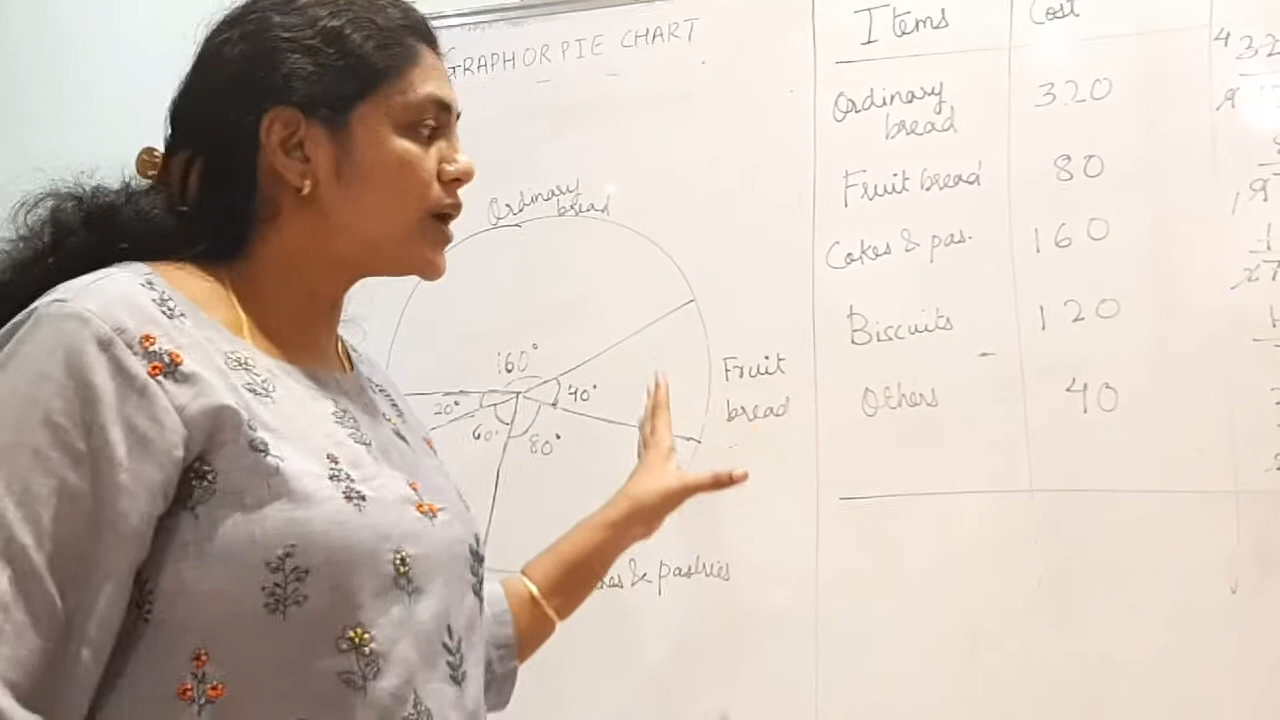 GRAPH OR PIE CHART
Ordinary
bread
160°
40°
20°
60°
80°
Fruit
bread
& pastries
Items Cost
Ordinary
bread 320
Fruit bread 80
Cakes & pas. 160
Biscuits 120
Others 40